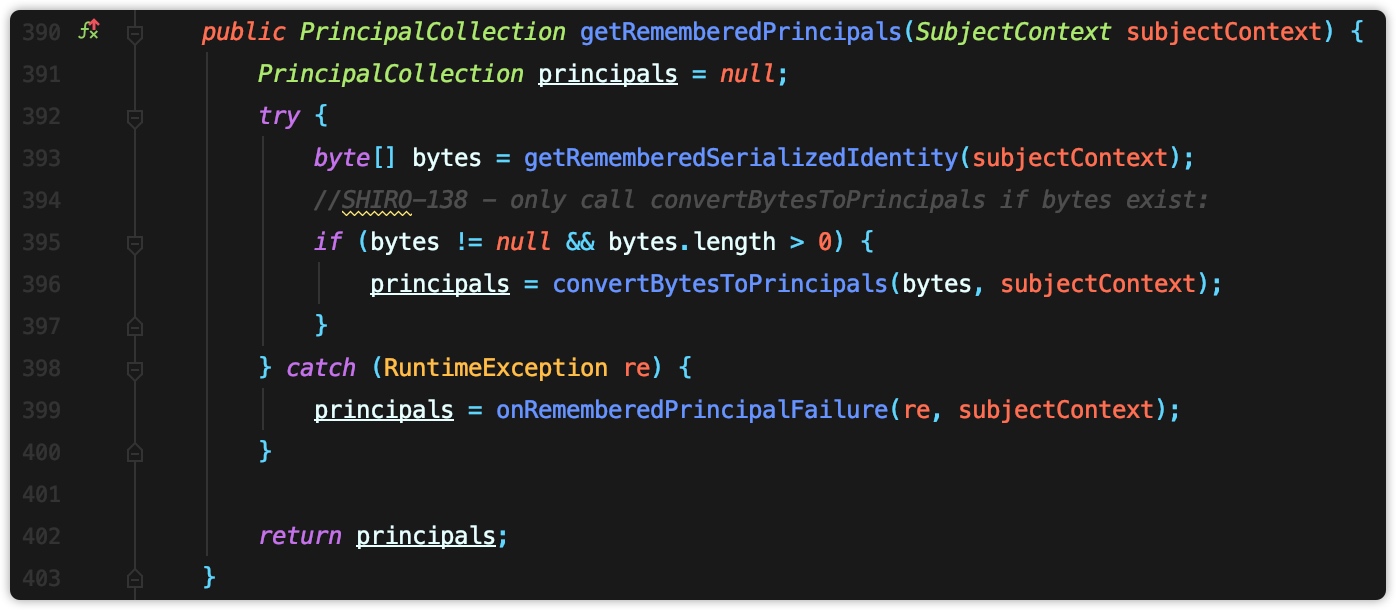 390 public PrincipalCollection getRememberedPrincipals(SubjectContext subjectContext) {
391 PrincipalCollection principals = null;
392 try {
393 byte[] bytes = getRememberedSerializedIdentity(subjectContext);
394 //SHIRO-138 - only call convertBytesToPrincipals if bytes exist:
395 if (bytes != null && bytes.length > 0) {
396 principals = convertBytesToPrincipals(bytes, subjectContext);
397 }
398 } catch (RuntimeException re) {
399 principals = onRememberedPrincipalFailure(re, subjectContext);
400 }
401
402 return principals;
403 }